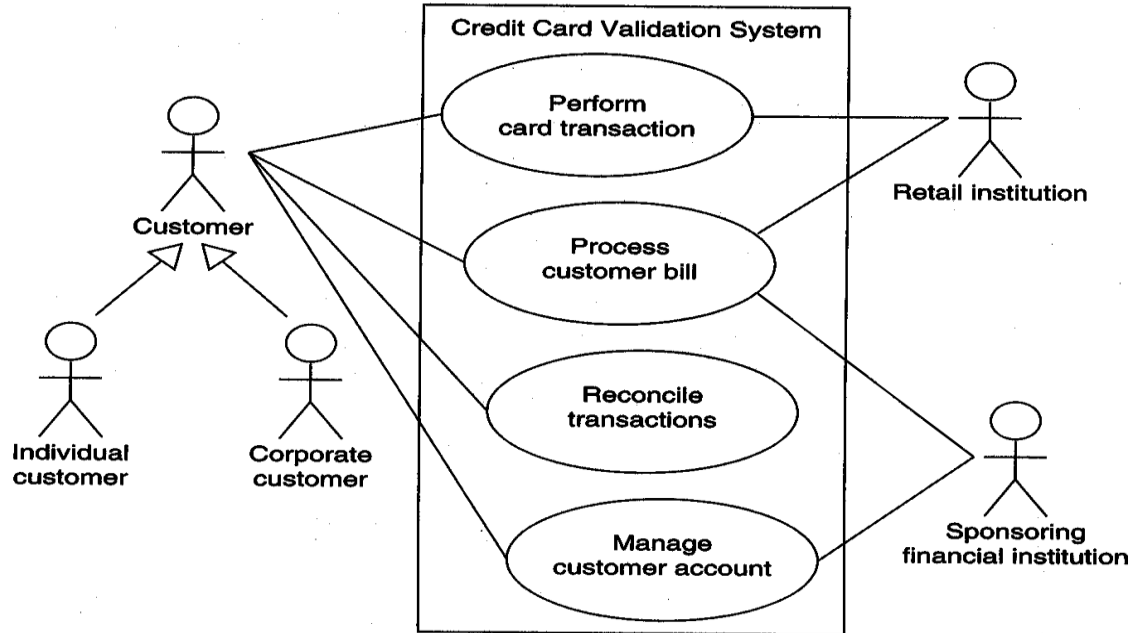 Credit Card Validation System
Perform
card transaction
Customer
Retail institution
Process
customer bill
Individual
customer
Corporate
customer
Reconcile
transactions
Manage
customer account
Sponsoring
financial institution